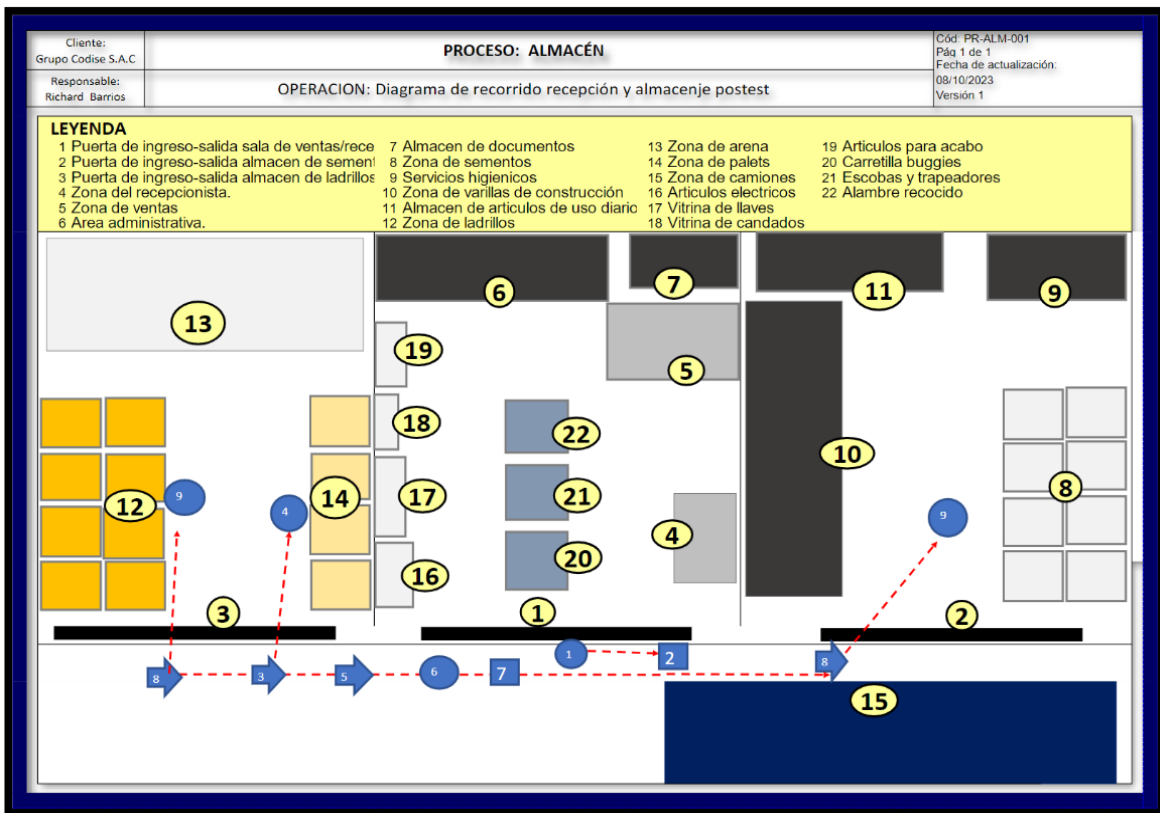 Cliente:
Grupo Codise S.A.C
PROCESO: ALMACÉN
Cód: PR-ALM-001
Pág 1 de 1
Fecha de actualización:
08/10/2023
Versión 1
Responsable:
Richard Barrios
OPERACION: Diagrama de recorrido recepción y almacenje postest
LEYENDA
1 Puerta de ingreso-salida sala de ventas/rece
2 Puerta de ingreso-salida almacen de sement
3 Puerta de ingreso-salida almacen de ladrillos
4 Zona del recepcionista.
5 Zona de ventas
6 Area administrativa.
7 Almacen de documentos
8 Zona de sementos
9 Servicios higienicos
10 Zona de varillas de construcción
11 Almacen de articulos de uso diario
12 Zona de ladrillos
13 Zona de arena
14 Zona de palets
15 Zona de camiones
16 Articulos electricos
17 Vitrina de llaves
18 Vitrina de candados
19 Articulos para acabo
20 Carretilla buggies
21 Escobas y trapeadores
22 Alambre recocido
6
7
11
9
13
19
5
18
22
10
12
9
4
14
17
21
4
8
9
16
20
3
1
2
8
3
5
6
7
1
2
8
15